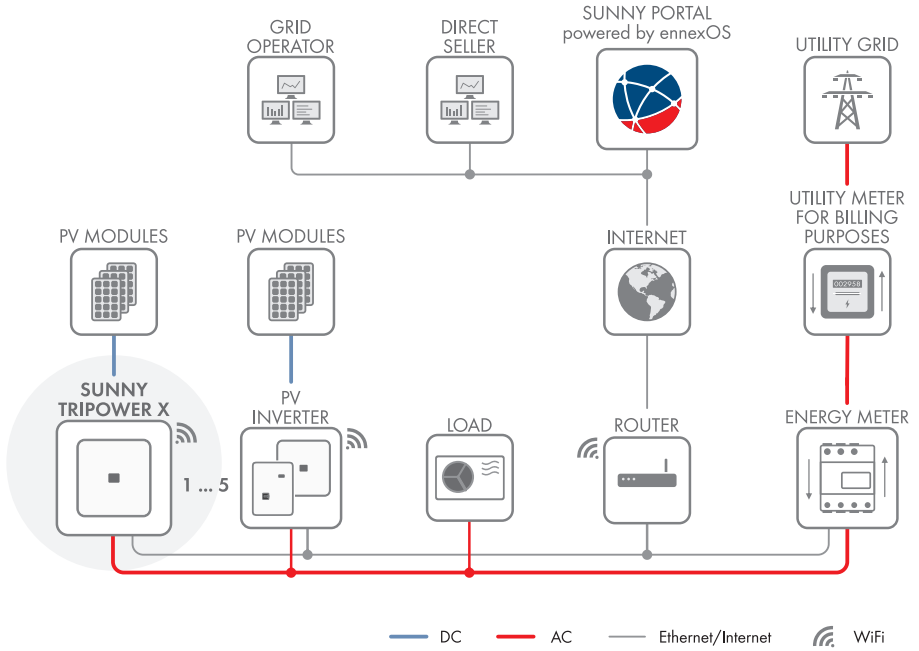 GRID
OPERATOR
DIRECT
SELLER
SUNNY PORTAL
powered by ennexOS
UTILITY GRID
PV MODULES
PV MODULES
INTERNET
UTILITY METER
FOR BILLING
PURPOSES
002958
SUNNY
TRIPOWER X
1 ... 5
PV
INVERTER
LOAD
ROUTER
ENERGY METER
DC
AC
Ethernet/Internet
WiFi